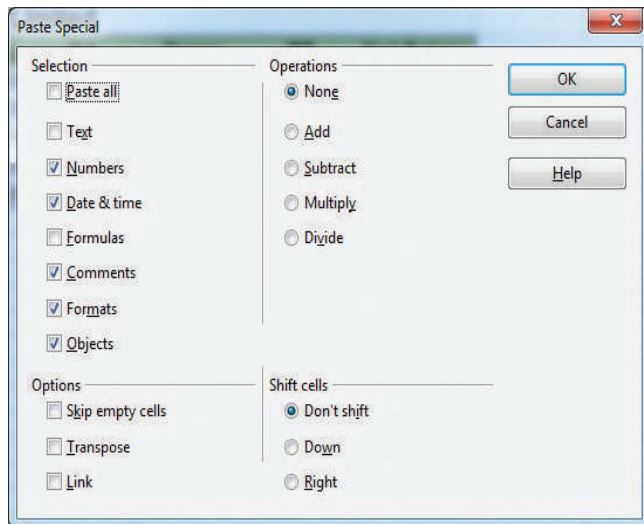 Paste Special
Selection
Paste all
Text
Numbers
Date & time
Formulas
Comments
Formats
Objects
Operations
None
Add
Subtract
Multiply
Divide
OK
Cancel
Help
Options
Skip empty cells
Transpose
Link
Shift cells
Don't shift
Down
Right